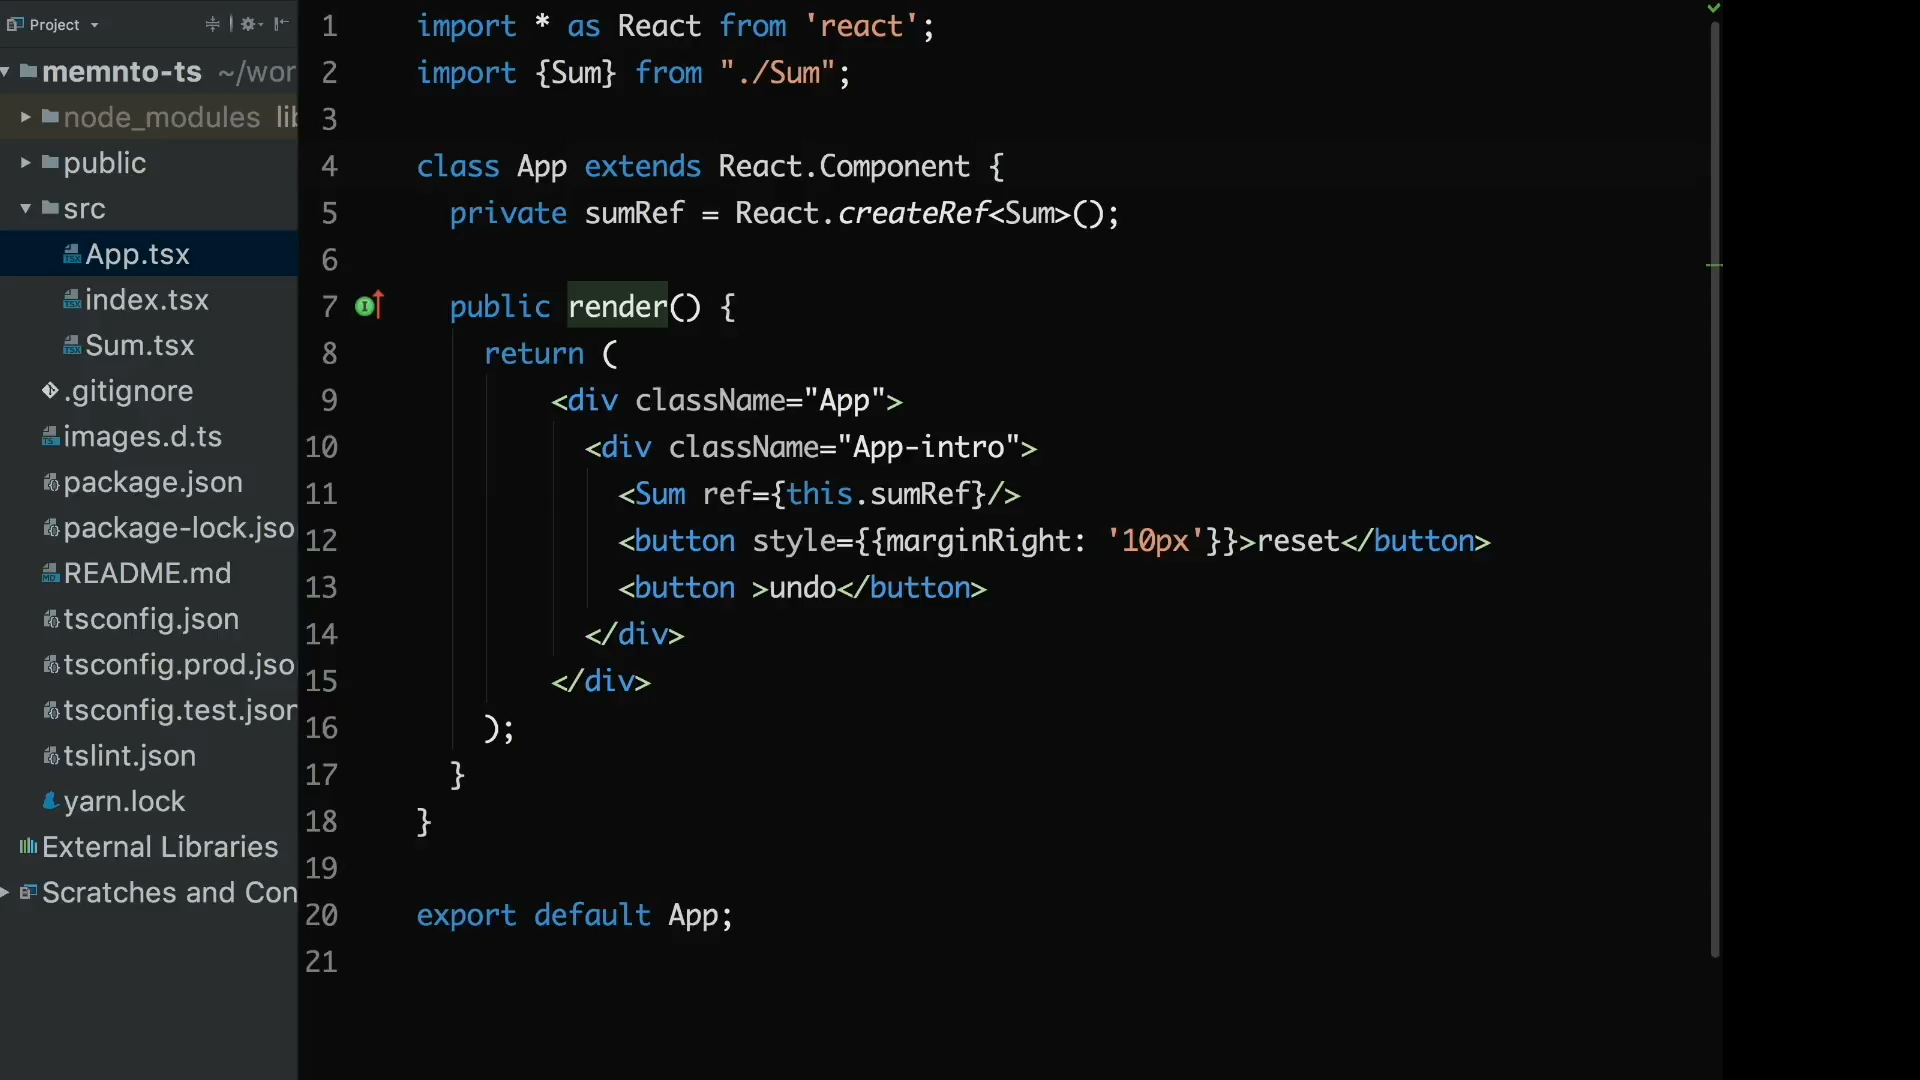 Project
memnto-ts ~/wor
node_modules lib
public
src
App.tsx
index.tsx
Sum.tsx
.gitignore
images.d.ts
package.json
package-lock.jso
README.md
tsconfig.json
tsconfig.prod.jso
tsconfig.test.jsor
tslint.json
yarn.lock
External Libraries
Scratches and Con
1 import * as React from 'react';
2 import {Sum} from "./Sum";
3
4 class App extends React.Component {
5 private sumRef = React.createRef<Sum>();
6
7 public render() {
8 return (
9 <div className="App">
10 <div className="App-intro">
11 <Sum ref={this.sumRef}/>
12 <button style={{marginRight: '10px'}}>reset</button>
13 <button >undo</button>
14 </div>
15 </div>
16 );
17 }
18 }
19
20 export default App;
21